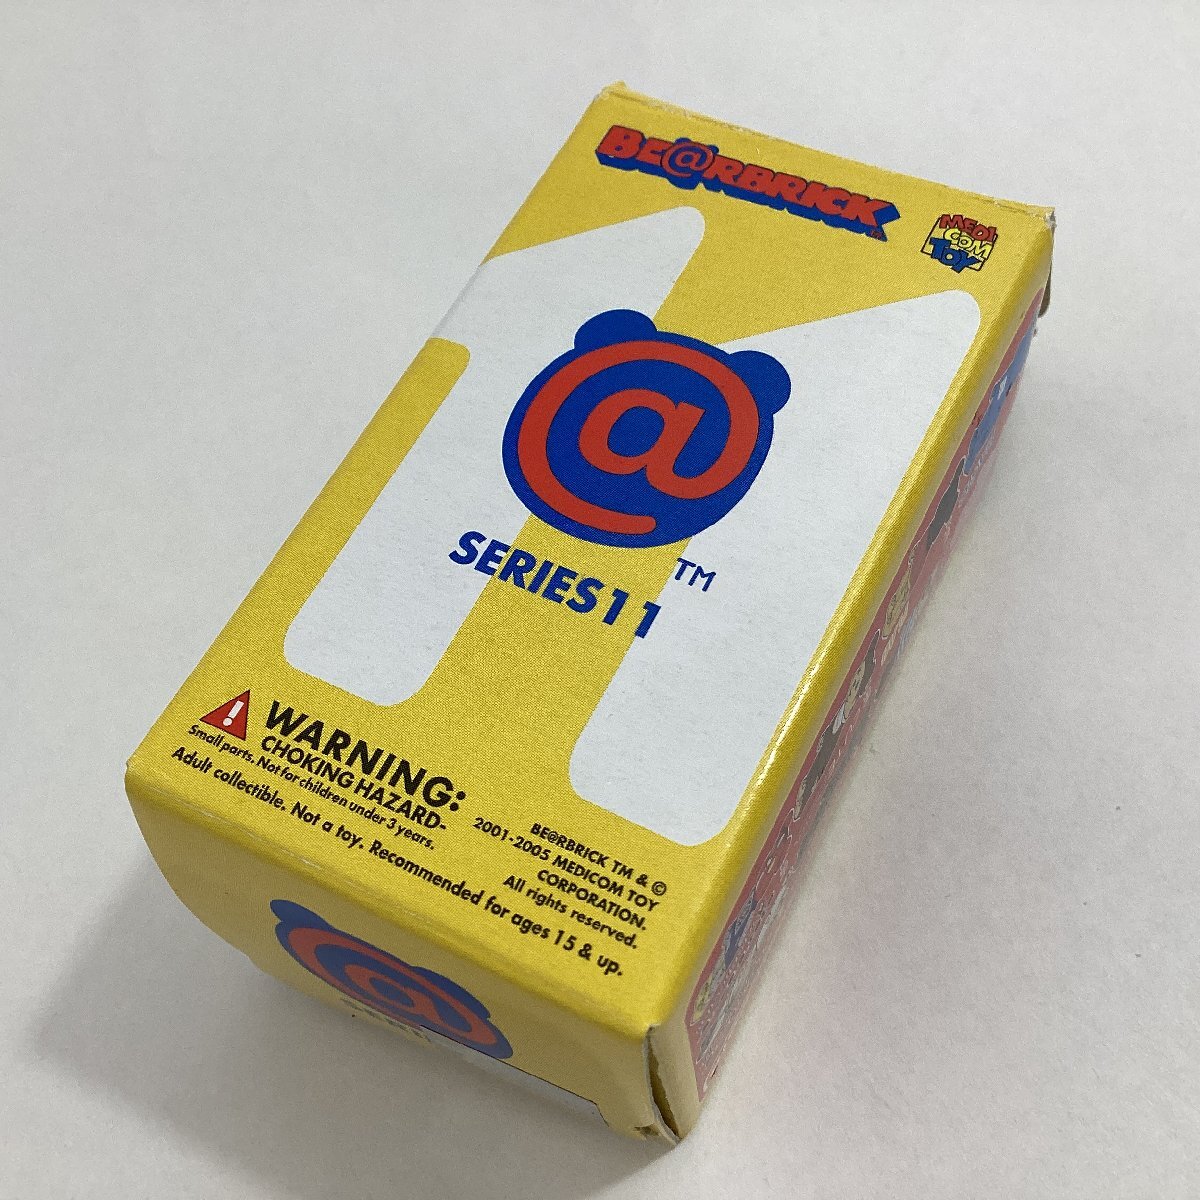 BE@RBRICK
MEDI
COM
TOY
@
TM
SERIES11
! WARNING:
CHOKING HAZARD-
Small parts. Not for children under 3 years.
Adult collectible. Not a toy. Recommended for ages 15 & up.
BE@RBRICK TM & ©
2001-2005 MEDICOM TOY
CORPORATION.
All rights reserved.
@